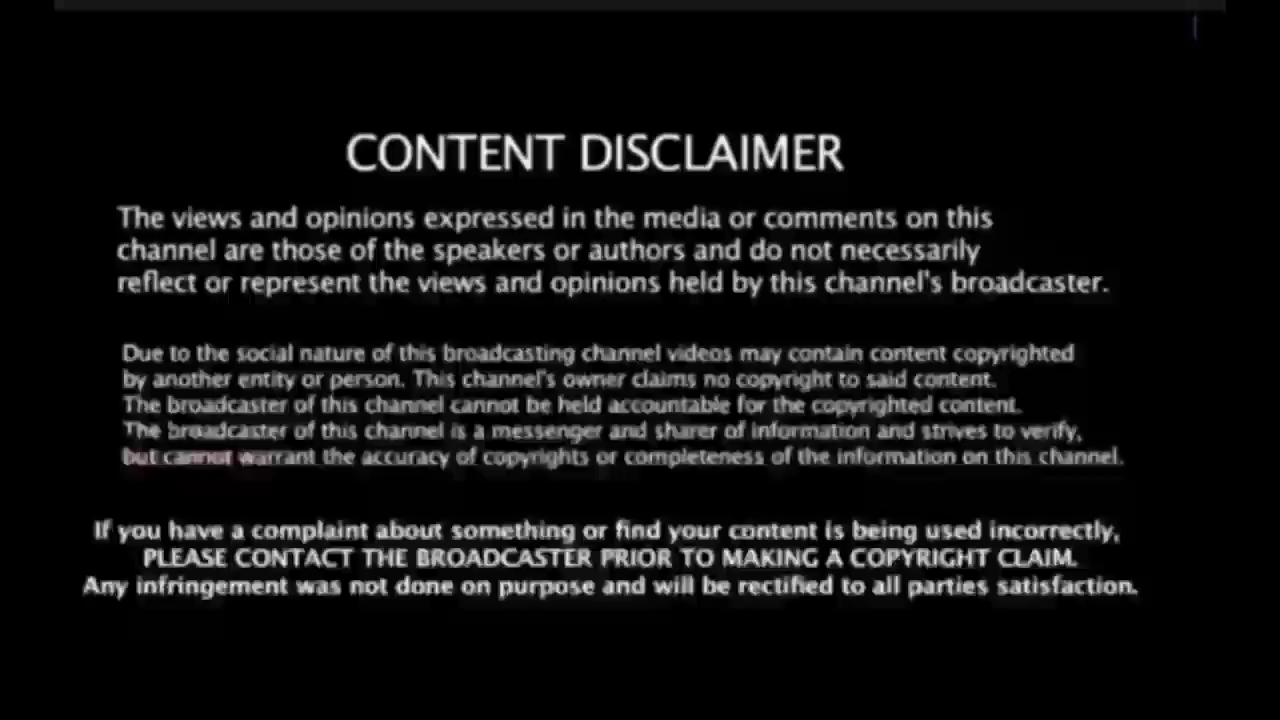 CONTENT DISCLAIMER
The views and opinions expressed in the media or comments on this
channel are those of the speakers or authors and do not necessarily
reflect or represent the views and opinions held by this channel's broadcaster.
Due to the social nature of this broadcasting channel videos may contain content copyrighted
by another entity or person. This channel's owner claims no copyright to said content.
The broadcaster of this channel cannot be held accountable for the copyrighted content.
The broadcaster of this channel is a messenger and sharer of information and strives to verify,
but cannot warrant the accuracy of copyrights or completeness of the information on this channel.
If you have a complaint about something or find your content is being used incorrectly,
PLEASE CONTACT THE BROADCASTER PRIOR TO MAKING A COPYRIGHT CLAIM.
Any infringement was not done on purpose and will be rectified to all parties satisfaction.